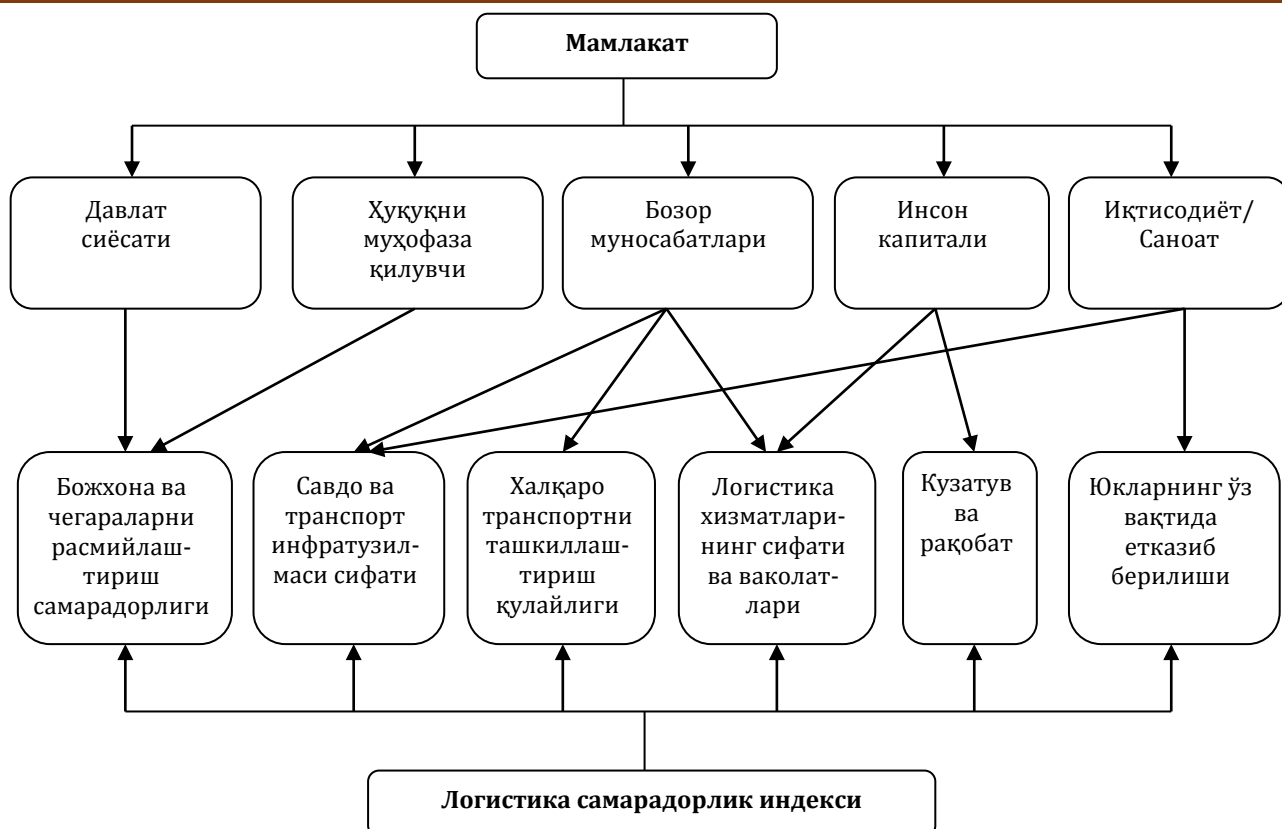 Мамлакат
Давлат
сиёсати
Ҳуқуқни
муҳофаза
қилувчи
Бозор
муносабатлари
Инсон
капитали
Иқтисодиёт/
Саноат
Божхона ва
чегараларни
расмийлаш-
тириш
самарадорлиги
Савдо ва
транспорт
инфратузил-
маси сифати
Халқаро
транспортни
ташкиллаш-
тириш
қулайлиги
Логистика
хизматлари-
нинг сифати
ва ваколат-
лари
Кузатув
ва
рақобат
Юкларнинг ўз
вақтида
етказиб
берилиши
Логистика самарадорлик индекси